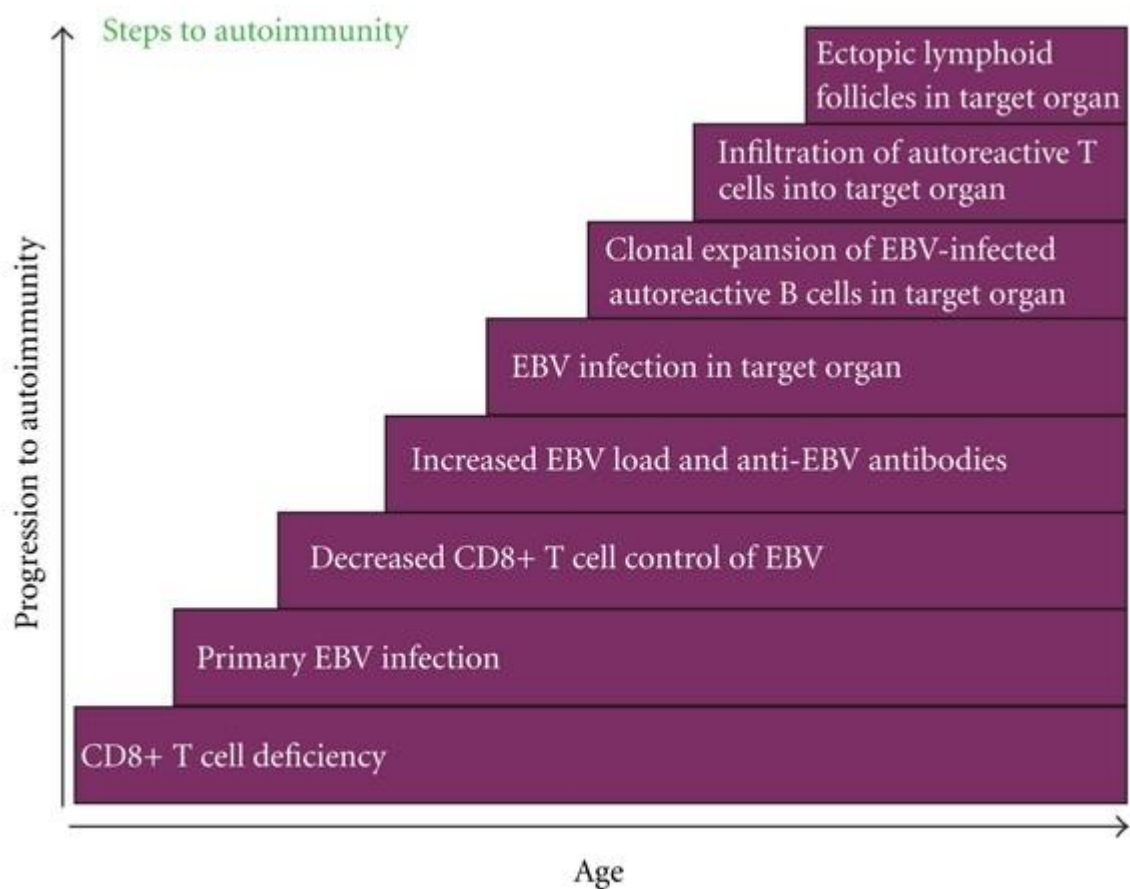 Steps to autoimmunity
Ectopic lymphoid
follicles in target organ
Infiltration of autoreactive T
cells into target organ
Clonal expansion of EBV-infected
autoreactive B cells in target organ
EBV infection in target organ
Increased EBV load and anti-EBV antibodies
Decreased CD8+ T cell control of EBV
Primary EBV infection
CD8+ T cell deficiency
Progression to autoimmunity
Age